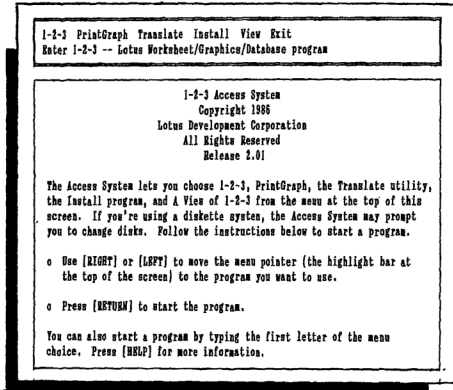 1-2-3 PrintGraph Translate Install View Exit
Enter 1-2-3 -- Lotus Worksheet/Graphics/Database program
1-2-3 Access System
Copyright 1986
Lotus Development Corporation
All Rights Reserved
Release 2.01
The Access System lets you choose 1-2-3, PrintGraph, the Translate utility,
the Install program, and A View of 1-2-3 from the menu at the top of this
screen. If you're using a diskette system, the Access System may prompt
you to change disks. Follow the instructions below to start a program.
o Use [RIGHT] or [LEFT] to move the menu pointer (the highlight bar at
the top of the screen) to the program you want to use.
o Press [RETURN] to start the program.
You can also start a program by typing the first letter of the menu
choice. Press [HELP] for more information.